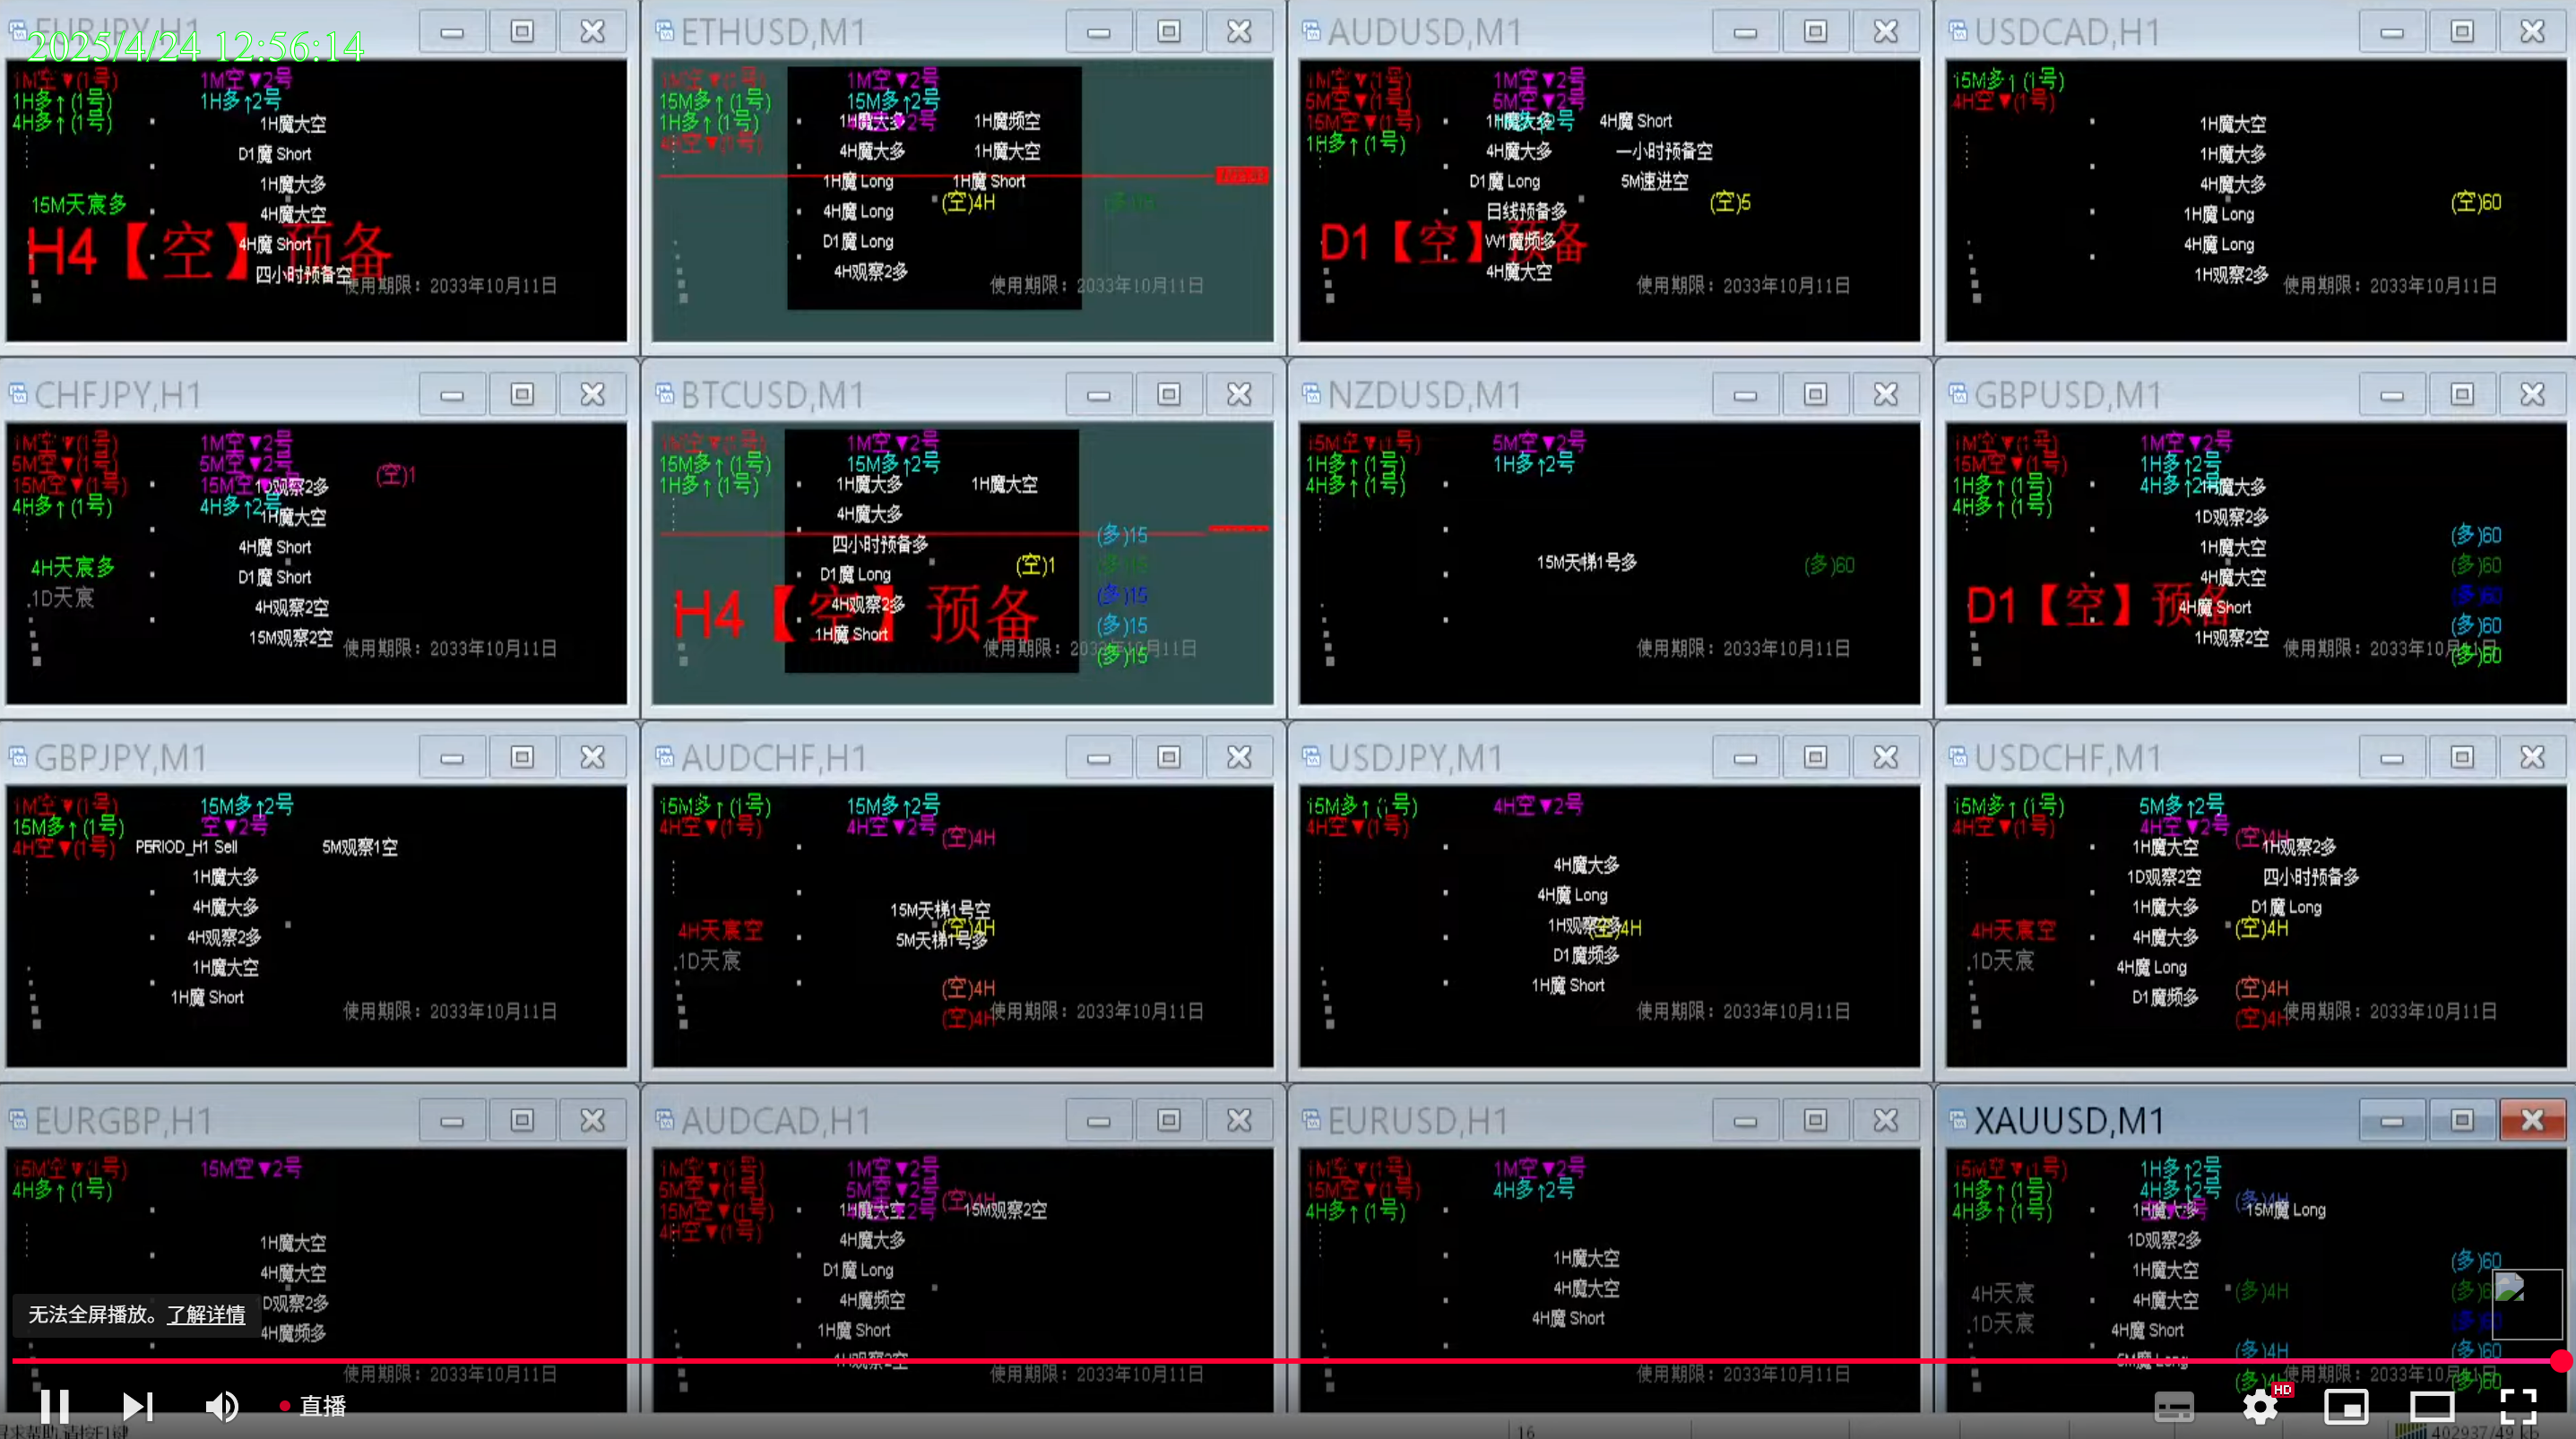 EURJPY,H1
2025/4/24 12:56:14
1M空▼(1号) 1M空▼2号
1H多↑(1号) 1H多↑2号
4H多↑(1号) 1H魔大空
D1魔 Short
1H魔大多
15M天宸多
4H魔大空
H4【空】预备
4H魔 Short
四小时预备空
使用期限：2033年10月11日
ETHUSD,M1
1M空▼(1号) 1M空▼2号
15M多↑(1号) 15M多↑2号
1H多↑(1号) 1H魔大多 1H魔频空
4H空▼(1号) 4H魔大多 1H魔大空
1H魔 Long 1H魔 Short
(空)4H
4H魔 Long
D1魔 Long
4H观察2多
使用期限：2033年10月11日
AUDUSD,M1
1M空▼(1号) 1M空▼2号
5M空▼(1号) 5M空▼2号
15M空▼(1号) 1H魔大多 4H魔 Short
1H多↑(1号) 4H魔大多 一小时预备空
D1魔 Long 5M速进空
(空)5
日线预备多
D1【空】预备
W1魔频多
4H魔大空
使用期限：2033年10月11日
USDCAD,H1
15M多↑(1号)
4H空▼(1号)
1H魔大空
1H魔大多
4H魔大多
(空)60
1H魔 Long
4H魔 Long
1H观察2多
使用期限：2033年10月11日
CHFJPY,H1
1M空▼(1号) 1M空▼2号
5M空▼(1号) 5M空▼2号 (空)1
15M空▼(1号) 15M空▼2号 1D观察2多
4H多↑(1号) 4H多↑2号 1H魔大空
4H魔 Short
4H天宸多
D1魔 Short
.1D天宸
4H观察2空
15M观察2空
使用期限：2033年10月11日
BTCUSD,M1
1M空▼(1号) 1M空▼2号
15M多↑(1号) 15M多↑2号
1H多↑(1号) 1H魔大多 1H魔大空
4H魔大多
(多)15
四小时预备多
(空)1
D1魔 Long
4H观察2多 (多)15
H4【空】预备
(多)15
1H魔 Short
使用期限：2033年10月11日
(多)15
NZDUSD,M1
15M空▼(1号) 5M空▼2号
1H多↑(1号) 1H多↑2号
4H多↑(1号)
15M天梯1号多 (多)60
使用期限：2033年10月11日
GBPUSD,M1
1M空▼(1号) 1M空▼2号
15M空▼(1号) 1H多↑2号
1H多↑(1号) 4H多↑2号 1H魔大多
4H多↑(1号)
1D观察2多
(多)60
1H魔大空
(多)60
4H魔大空
(多)60
D1【空】预备
4H魔 Short
(多)60
1H观察2空
使用期限：2033年10月11日
(多)60
GBPJPY,M1
1M空▼(1号) 15M多↑2号
15M多↑(1号) 空▼2号
4H空▼(1号) PERIOD_H1 Sell 5M观察1空
1H魔大多
4H魔大多
4H观察2多
1H魔大空
1H魔 Short
使用期限：2033年10月11日
AUDCHF,H1
15M多↑(1号) 15M多↑2号
4H空▼(1号) 4H空▼2号 (空)4H
15M天梯1号空
4H天宸空 (空)4H
5M天梯1号多
.1D天宸
(空)4H
使用期限：2033年10月11日
(空)4H
USDJPY,M1
15M多↑(1号) 4H空▼2号
4H空▼(1号)
4H魔大多
4H魔 Long
1H观察2多
(空)4H
D1魔频多
1H魔 Short
使用期限：2033年10月11日
USDCHF,M1
15M多↑(1号) 5M多↑2号
4H空▼(1号) 4H空▼2号 (空)4H
1H魔大空 1H观察2多
1D观察2空 四小时预备多
1H魔大多 D1魔 Long
4H天宸空 (空)4H
4H魔大多
.1D天宸
4H魔 Long
(空)4H
D1魔频多
使用期限：2033年10月11日
(空)4H
EURGBP,H1
15M空▼(1号) 15M空▼2号
4H多↑(1号)
1H魔大空
4H魔大空
1D观察2多
4H魔频多
使用期限：2033年10月11日
AUDCAD,H1
1M空▼(1号) 1M空▼2号
5M空▼(1号) 5M空▼2号 (空)4H
15M空▼(1号) 1H魔大空 15M观察2空
4H空▼(1号) 4H魔大多
D1魔 Long
4H魔频空
1H魔 Short
1H观察2空
使用期限：2033年10月11日
EURUSD,H1
1M空▼(1号) 1M空▼2号
15M空▼(1号) 4H多↑2号
4H多↑(1号)
1H魔大空
4H魔大空
4H魔 Short
使用期限：2033年10月11日
XAUUSD,M1
15M空▼(1号) 1H多↑2号
1H多↑(1号) 4H多↑2号
(多)4H
4H多↑(1号) 1H魔大多 15M魔 Long
1D观察2多
(多)60
1H魔大空
4H天宸 (多)4H
4H魔大空
.1D天宸
4H魔 Short
(多)4H (多)60
5M魔 Long
使用期限：2033年10月11日
(多)60
无法全屏播放。了解详情
直播
HD
16
402937/49 kb